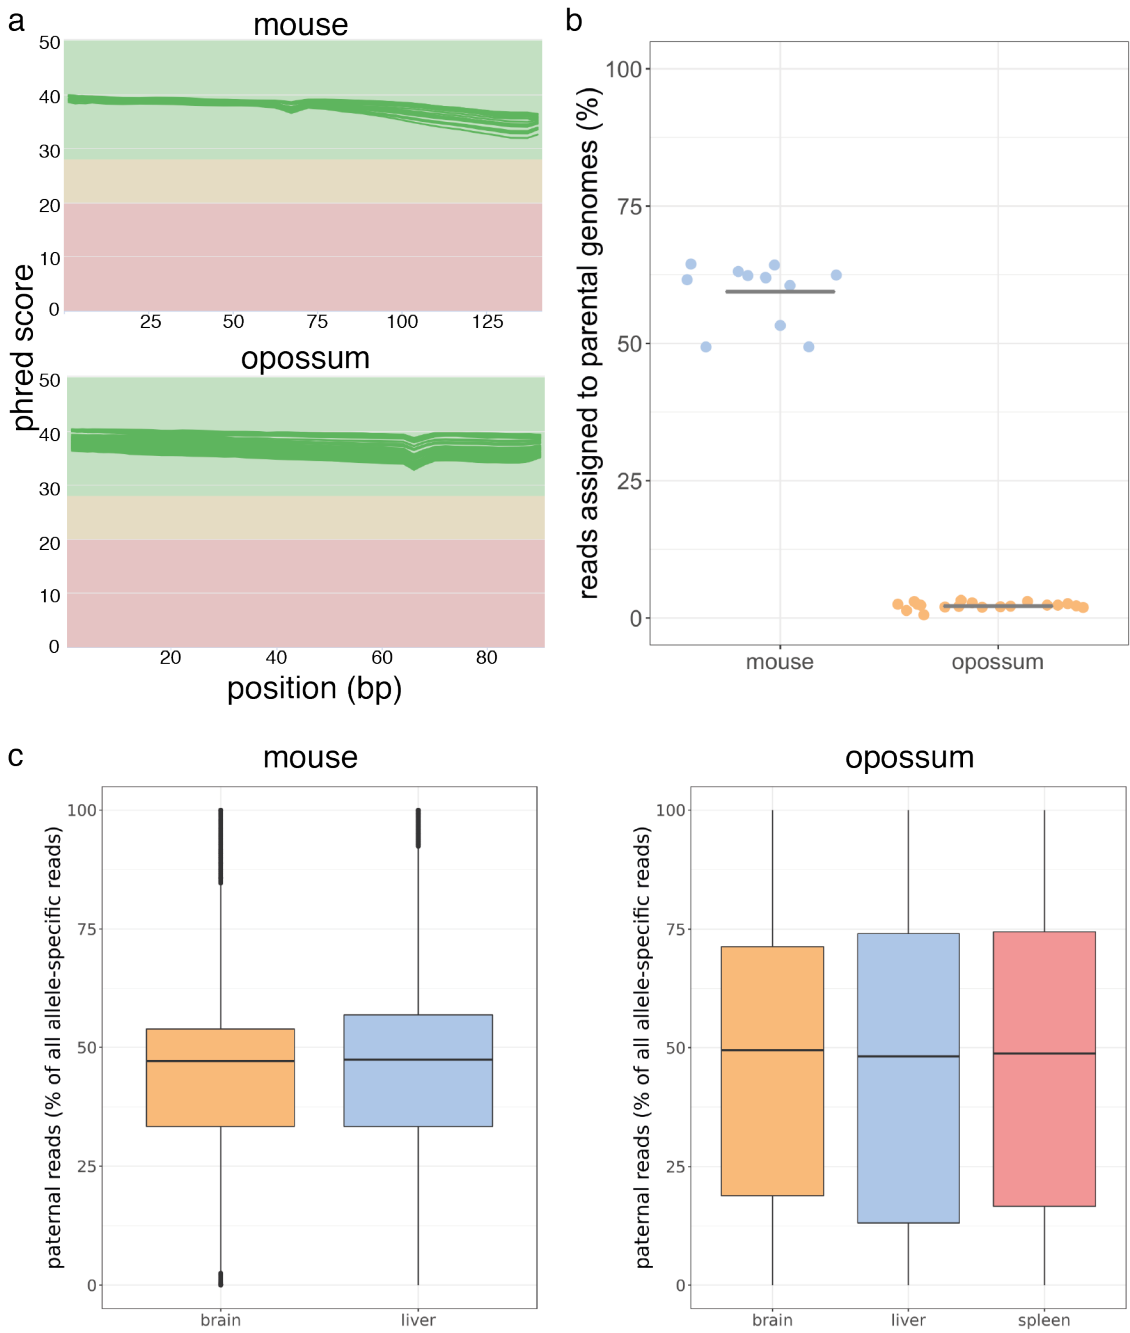 a
mouse
50
40
30
20
10
0
25 50 75 100 125
opossum
50
40
30
20
10
0
20 40 60 80
phred score
position (bp)
b
reads assigned to parental genomes (%)
100
75
50
25
0
mouse opossum
c
mouse
paternal reads (% of all allele-specific reads)
100
75
50
25
0
brain liver
opossum
paternal reads (% of all allele-specific reads)
100
75
50
25
0
brain liver spleen